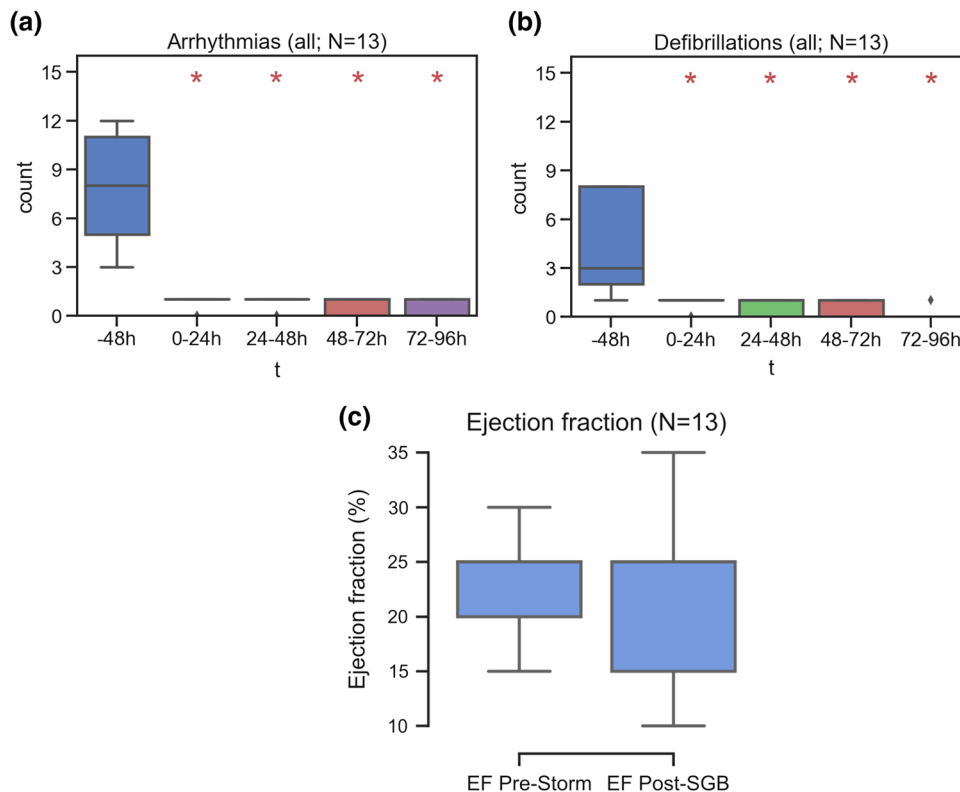 (a)
Arrhythmias (all; N=13)
count
15
12
9
6
3
0
* * * *
-48h 0-24h 24-48h 48-72h 72-96h
t
(b)
Defibrillations (all; N=13)
count
15
12
9
6
3
0
* * * *
-48h 0-24h 24-48h 48-72h 72-96h
t
(c)
Ejection fraction (N=13)
Ejection fraction (%)
35
30
25
20
15
10
EF Pre-Storm EF Post-SGB